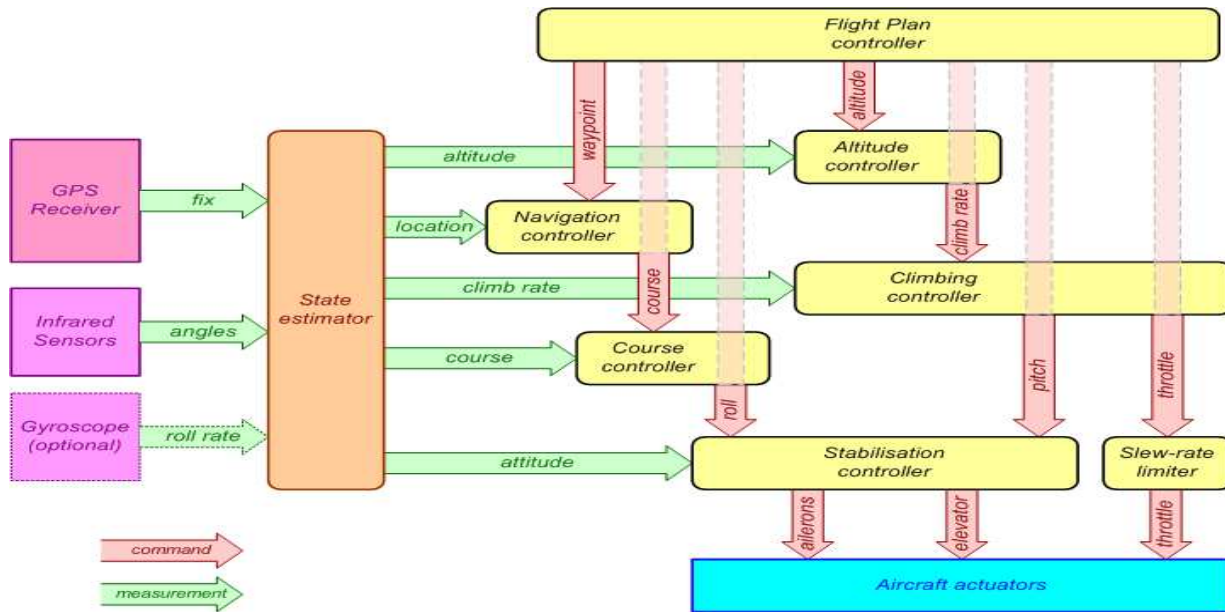 Flight Plan
controller
waypoint
altitude
altitude
Altitude
controller
GPS
Receiver
fix
location
Navigation
controller
climb rate
State
estimator
climb rate
Climbing
controller
course
Infrared
Sensors
angles
course
Course
controller
roll
pitch
throttle
Gyroscope
(optional)
roll rate
attitude
Stabilisation
controller
Slew-rate
limiter
ailerons
elevator
throttle
command
measurement
Aircraft actuators